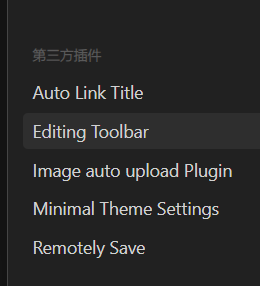 第三方插件
Auto Link Title
Editing Toolbar
Image auto upload Plugin
Minimal Theme Settings
Remotely Save